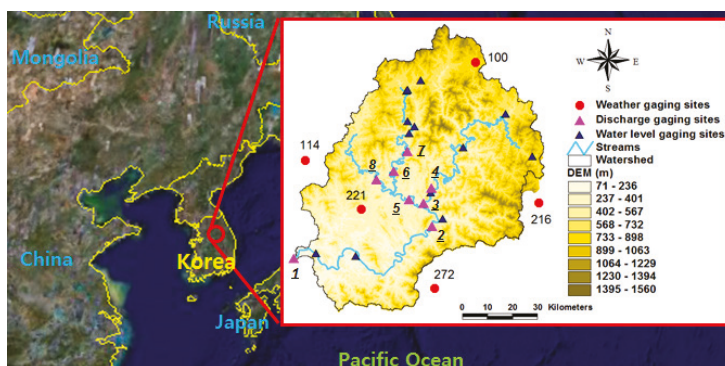 Russia
Mongolia
China
Korea
Japan
Pacific Ocean
100
114
221
216
272
1
2
3
4
5
6
7
8
N
W E
S
Weather gaging sites
Discharge gaging sites
Water level gaging sites
Streams
Watershed
DEM (m)
71 - 236
237 - 401
402 - 567
568 - 732
733 - 898
899 - 1063
1064 - 1229
1230 - 1394
1395 - 1560
0 10 20 30
Kilometers